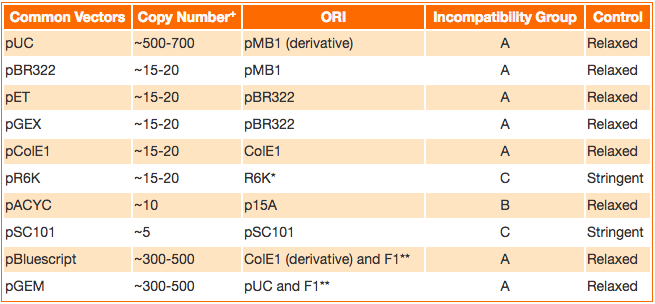 Common Vectors Copy Number+ ORI Incompatibility Group Control
pUC ~500-700 pMB1 (derivative) A Relaxed
pBR322 ~15-20 pMB1 A Relaxed
pET ~15-20 pBR322 A Relaxed
pGEX ~15-20 pBR322 A Relaxed
pColE1 ~15-20 ColE1 A Relaxed
pR6K ~15-20 R6K* C Stringent
pACYC ~10 p15A B Relaxed
pSC101 ~5 pSC101 C Stringent
pBluescript ~300-500 ColE1 (derivative) and F1** A Relaxed
pGEM ~300-500 pUC and F1** A Relaxed